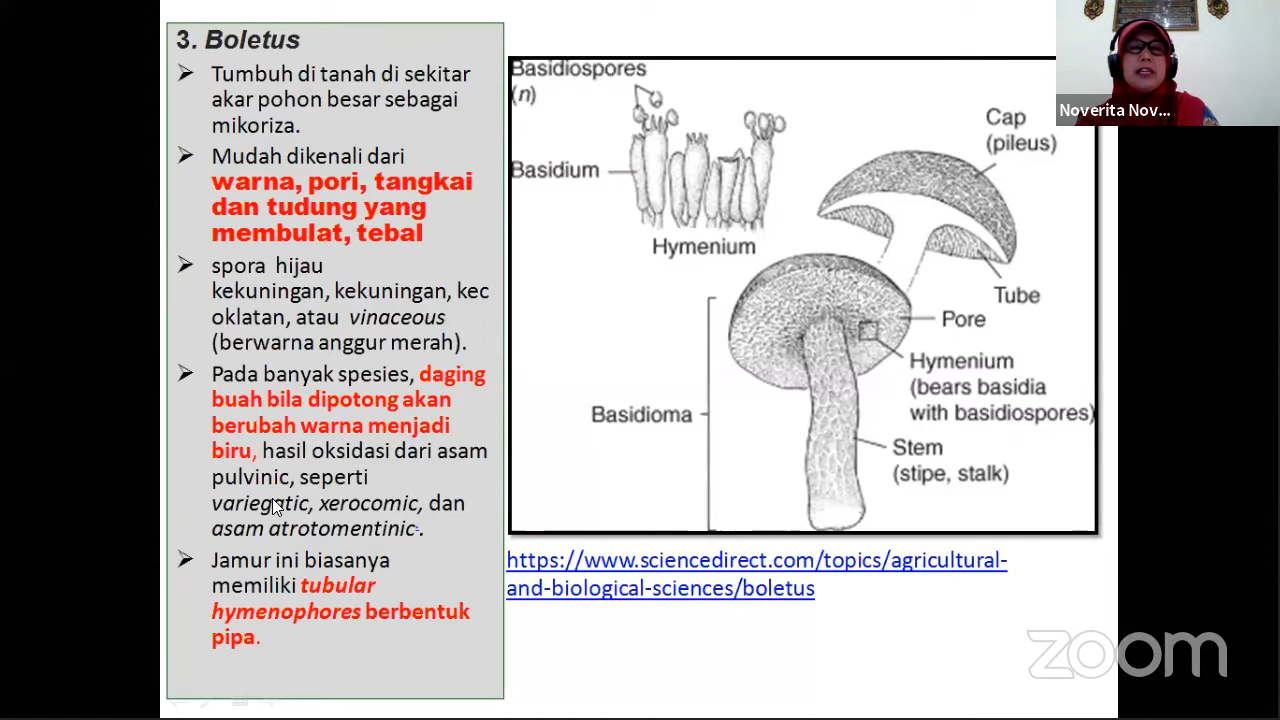 3. Boletus
Tumbuh di tanah di sekitar
akar pohon besar sebagai
mikoriza.
Mudah dikenali dari
warna, pori, tangkai
dan tudung yang
membulat, tebal
spora hijau
kekuningan, kekuningan, kec
oklatan, atau vinaceous
(berwarna anggur merah).
Pada banyak spesies, daging
buah bila dipotong akan
berubah warna menjadi
biru, hasil oksidasi dari asam
pulvinic, seperti
variegatic, xerocomic, dan
asam atrotomentinic.
Jamur ini biasanya
memiliki tubular
hymenophores berbentuk
pipa.
Basidiospores
(n)
Basidium
Hymenium
Cap
(pileus)
Tube
Pore
Hymenium
(bears basidia
with basidiospores)
Basidioma
Stem
(stipe, stalk)
https://www.sciencedirect.com/topics/agricultural-
and-biological-sciences/boletus
Noverita Nov...
zoom